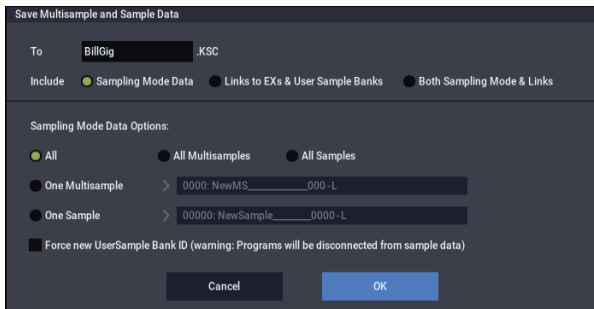 Save Multisample and Sample Data
To BillGig .KSC
Include Sampling Mode Data Links to EXs & User Sample Banks Both Sampling Mode & Links
Sampling Mode Data Options:
All All Multisamples All Samples
One Multisample 0000: NewMS____________000-L
One Sample 00000: NewSample________0000-L
Force new UserSample Bank ID (warning: Programs will be disconnected from sample data)
Cancel OK